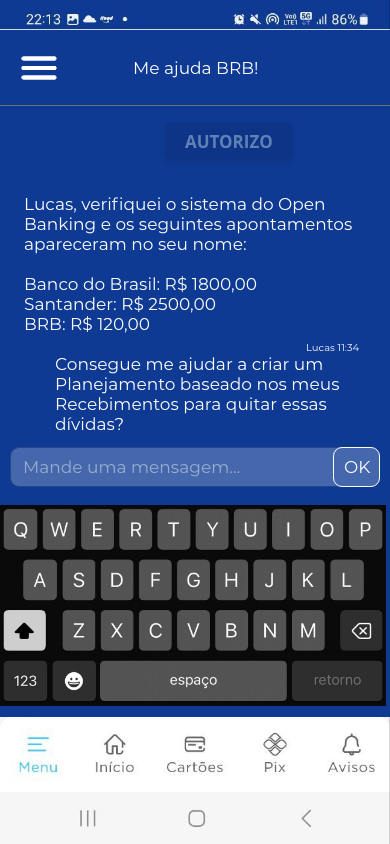 22:13
Vo)) LTE1 5G 86%
Me ajuda BRB!
AUTORIZO
Lucas, verifiquei o sistema do Open
Banking e os seguintes apontamentos
apareceram no seu nome:
Banco do Brasil: R$ 1800,00
Santander: R$ 2500,00
BRB: R$ 120,00
Lucas 11:34
Consegue me ajudar a criar um
Planejamento baseado nos meus
Recebimentos para quitar essas
dívidas?
Mande uma mensagem... OK
Q W E R T Y U I O P
A S D F G H J K L
Z X C V B N M
123 espaço retorno
Menu Início Cartões Pix Avisos